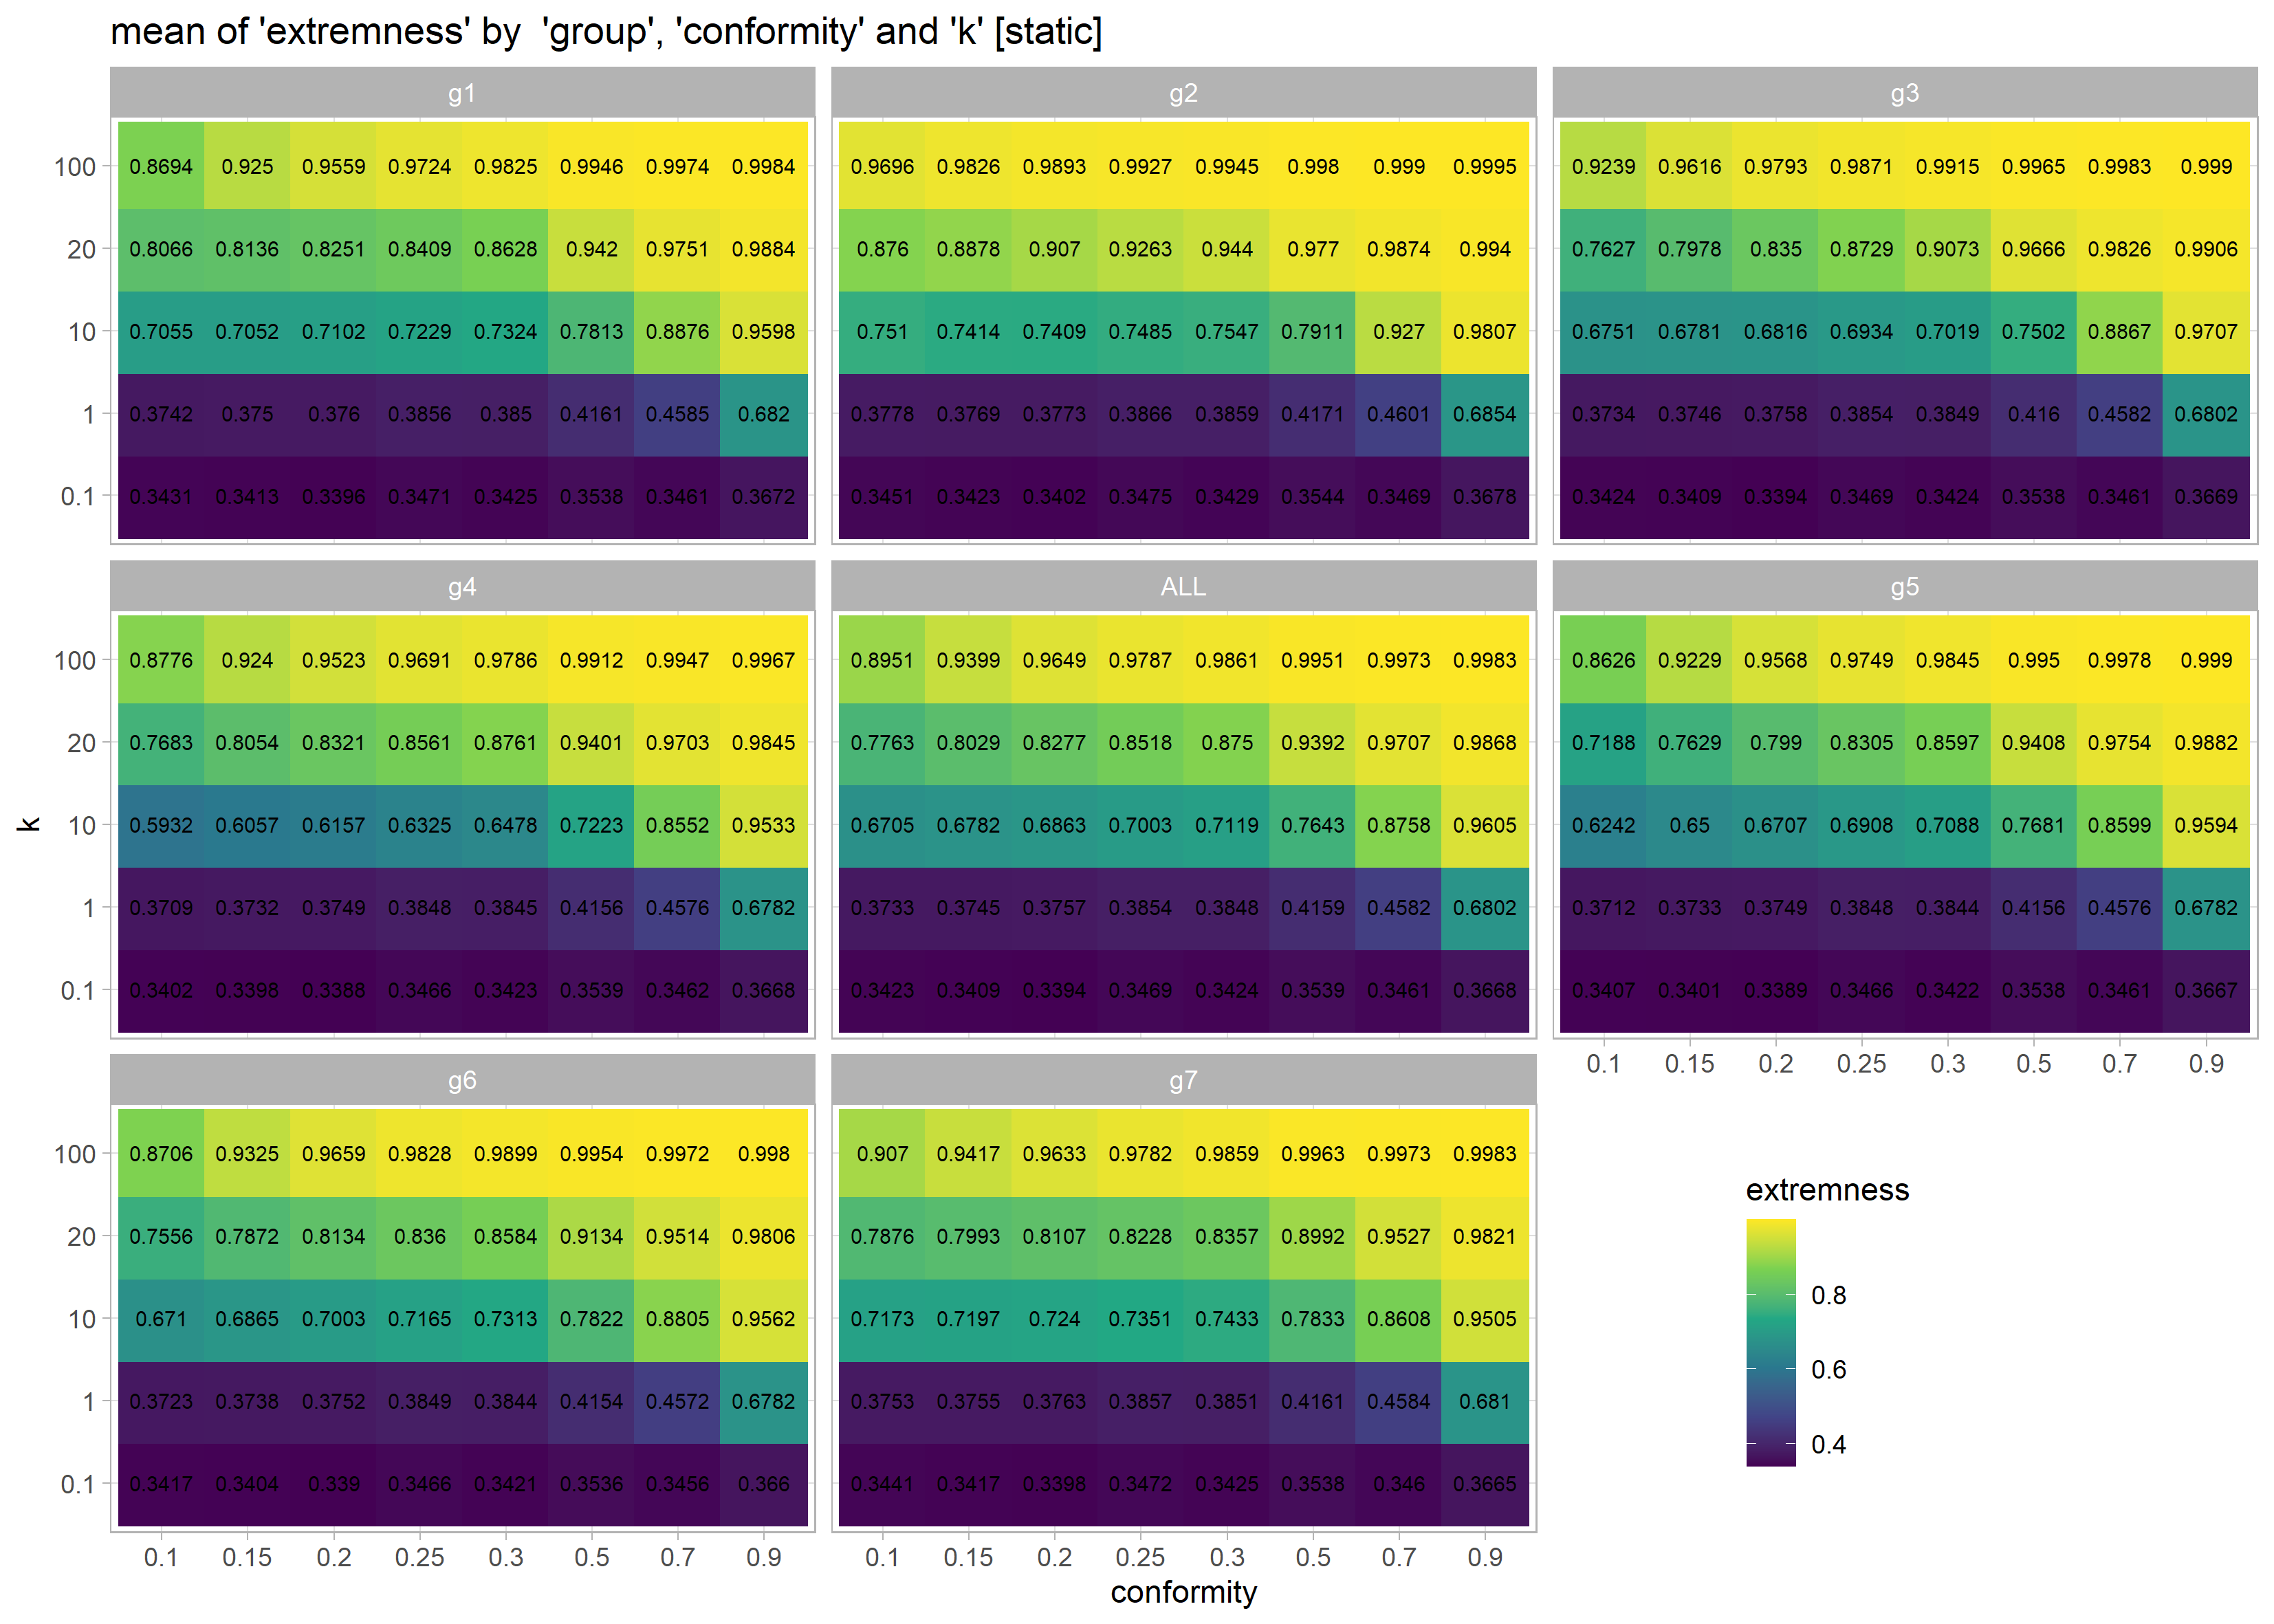 mean of 'extremness' by  'group', 'conformity' and 'k' [static]
g1 g2 g3
100 0.8694 0.925 0.9559 0.9724 0.9825 0.9946 0.9974 0.9984 0.9696 0.9826 0.9893 0.9927 0.9945 0.998 0.999 0.9995 0.9239 0.9616 0.9793 0.9871 0.9915 0.9965 0.9983 0.999
20 0.8066 0.8136 0.8251 0.8409 0.8628 0.942 0.9751 0.9884 0.876 0.8878 0.907 0.9263 0.944 0.977 0.9874 0.994 0.7627 0.7978 0.835 0.8729 0.9073 0.9666 0.9826 0.9906
10 0.7055 0.7052 0.7102 0.7229 0.7324 0.7813 0.8876 0.9598 0.751 0.7414 0.7409 0.7485 0.7547 0.7911 0.927 0.9807 0.6751 0.6781 0.6816 0.6934 0.7019 0.7502 0.8867 0.9707
1 0.3742 0.375 0.376 0.3856 0.385 0.4161 0.4585 0.682 0.3778 0.3769 0.3773 0.3866 0.3859 0.4171 0.4601 0.6854 0.3734 0.3746 0.3758 0.3854 0.3849 0.416 0.4582 0.6802
0.1 0.3431 0.3413 0.3396 0.3471 0.3425 0.3538 0.3461 0.3672 0.3451 0.3423 0.3402 0.3475 0.3429 0.3544 0.3469 0.3678 0.3424 0.3409 0.3394 0.3469 0.3424 0.3538 0.3461 0.3669
g4 ALL g5
100 0.8776 0.924 0.9523 0.9691 0.9786 0.9912 0.9947 0.9967 0.8951 0.9399 0.9649 0.9787 0.9861 0.9951 0.9973 0.9983 0.8626 0.9229 0.9568 0.9749 0.9845 0.995 0.9978 0.999
20 0.7683 0.8054 0.8321 0.8561 0.8761 0.9401 0.9703 0.9845 0.7763 0.8029 0.8277 0.8518 0.875 0.9392 0.9707 0.9868 0.7188 0.7629 0.799 0.8305 0.8597 0.9408 0.9754 0.9882
k
10 0.5932 0.6057 0.6157 0.6325 0.6478 0.7223 0.8552 0.9533 0.6705 0.6782 0.6863 0.7003 0.7119 0.7643 0.8758 0.9605 0.6242 0.65 0.6707 0.6908 0.7088 0.7681 0.8599 0.9594
1 0.3709 0.3732 0.3749 0.3848 0.3845 0.4156 0.4576 0.6782 0.3733 0.3745 0.3757 0.3854 0.3848 0.4159 0.4582 0.6802 0.3712 0.3733 0.3749 0.3848 0.3844 0.4156 0.4576 0.6782
0.1 0.3402 0.3398 0.3388 0.3466 0.3423 0.3539 0.3462 0.3668 0.3423 0.3409 0.3394 0.3469 0.3424 0.3539 0.3461 0.3668 0.3407 0.3401 0.3389 0.3466 0.3422 0.3538 0.3461 0.3667
0.1 0.15 0.2 0.25 0.3 0.5 0.7 0.9
g6 g7
100 0.8706 0.9325 0.9659 0.9828 0.9899 0.9954 0.9972 0.998 0.907 0.9417 0.9633 0.9782 0.9859 0.9963 0.9973 0.9983
20 0.7556 0.7872 0.8134 0.836 0.8584 0.9134 0.9514 0.9806 0.7876 0.7993 0.8107 0.8228 0.8357 0.8992 0.9527 0.9821
10 0.671 0.6865 0.7003 0.7165 0.7313 0.7822 0.8805 0.9562 0.7173 0.7197 0.724 0.7351 0.7433 0.7833 0.8608 0.9505
1 0.3723 0.3738 0.3752 0.3849 0.3844 0.4154 0.4572 0.6782 0.3753 0.3755 0.3763 0.3857 0.3851 0.4161 0.4584 0.681
0.1 0.3417 0.3404 0.339 0.3466 0.3421 0.3536 0.3456 0.366 0.3441 0.3417 0.3398 0.3472 0.3425 0.3538 0.346 0.3665
0.1 0.15 0.2 0.25 0.3 0.5 0.7 0.9 0.1 0.15 0.2 0.25 0.3 0.5 0.7 0.9
conformity
extremness
0.8
0.6
0.4